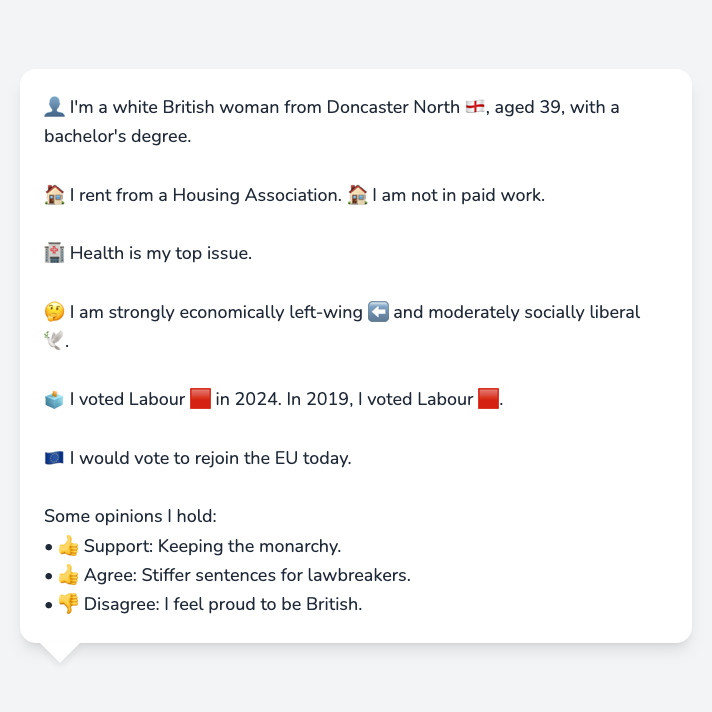 👤 I'm a white British woman from Doncaster North 🏴󠁧󠁢󠁥󠁮󠁧󠁿, aged 39, with a
bachelor's degree.
🏠 I rent from a Housing Association. 🏠 I am not in paid work.
🏥 Health is my top issue.
🤔 I am strongly economically left-wing ⬅️ and moderately socially liberal
🕊️.
🗳️ I voted Labour 🟥 in 2024. In 2019, I voted Labour 🟥.
🇪🇺 I would vote to rejoin the EU today.
Some opinions I hold:
• 👍 Support: Keeping the monarchy.
• 👍 Agree: Stiffer sentences for lawbreakers.
• 👎 Disagree: I feel proud to be British.